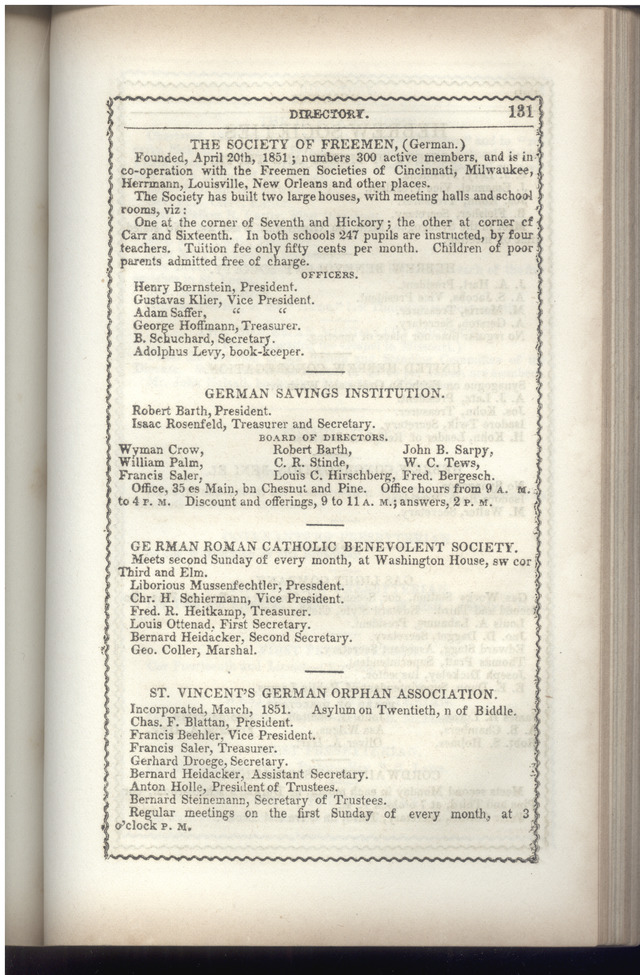 DIRECTORY. 131
THE SOCIETY OF FREEMEN, (German.)
Founded, April 20th, 1851; numbers 300 active members, and is in
co-operation with the Freemen Societies of Cincinnati, Milwaukee,
Herrmann, Louisville, New Orleans and other places.
The Society has built two large houses, with meeting halls and school
rooms, viz:
One at the corner of Seventh and Hickory; the other at corner cf
Carr and Sixteenth. In both schools 247 pupils are instructed, by four
teachers. Tuition fee only fifty cents per month. Children of poor
parents admitted free of charge.
OFFICERS.
Henry Bœrnstein, President.
Gustavas Klier, Vice President.
Adam Saffer, “ “
George Hoffmann, Treasurer.
B. Schuchard, Secretary.
Adolphus Levy, book-keeper.
GERMAN SAVINGS INSTITUTION.
Robert Barth, President.
Isaac Rosenfeld, Treasurer and Secretary.
BOARD OF DIRECTORS.
Wyman Crow, Robert Barth, John B. Sarpy,
William Palm, C. R. Stinde, W. C. Tews,
Francis Saler, Louis C. Hirschberg, Fred. Bergesch.
Office, 35 es Main, bn Chesnut and Pine. Office hours from 9 A. M.
to 4 P. M. Discount and offerings, 9 to 11 A. M.; answers, 2 P. M.
GE RMAN ROMAN CATHOLIC BENEVOLENT SOCIETY.
Meets second Sunday of every month, at Washington House, sw cor
Third and Elm.
Liborious Mussenfechtler, Pressdent.
Chr. H. Schiermann, Vice President.
Fred. R. Heitkamp, Treasurer.
Louis Ottenad, First Secretary.
Bernard Heidacker, Second Secretary.
Geo. Coller, Marshal.
ST. VINCENT'S GERMAN ORPHAN ASSOCIATION.
Incorporated, March, 1851. Asylum on Twentieth, n of Biddle.
Chas. F. Blattan, President.
Francis Beehler, Vice President.
Francis Saler, Treasurer.
Gerhard Droege, Secretary.
Bernard Heidacker, Assistant Secretary.
Anton Holle, President of Trustees.
Bernard Steinemann, Secretary of Trustees.
Regular meetings on the first Sunday of every month, at 3
o'clock P. M.